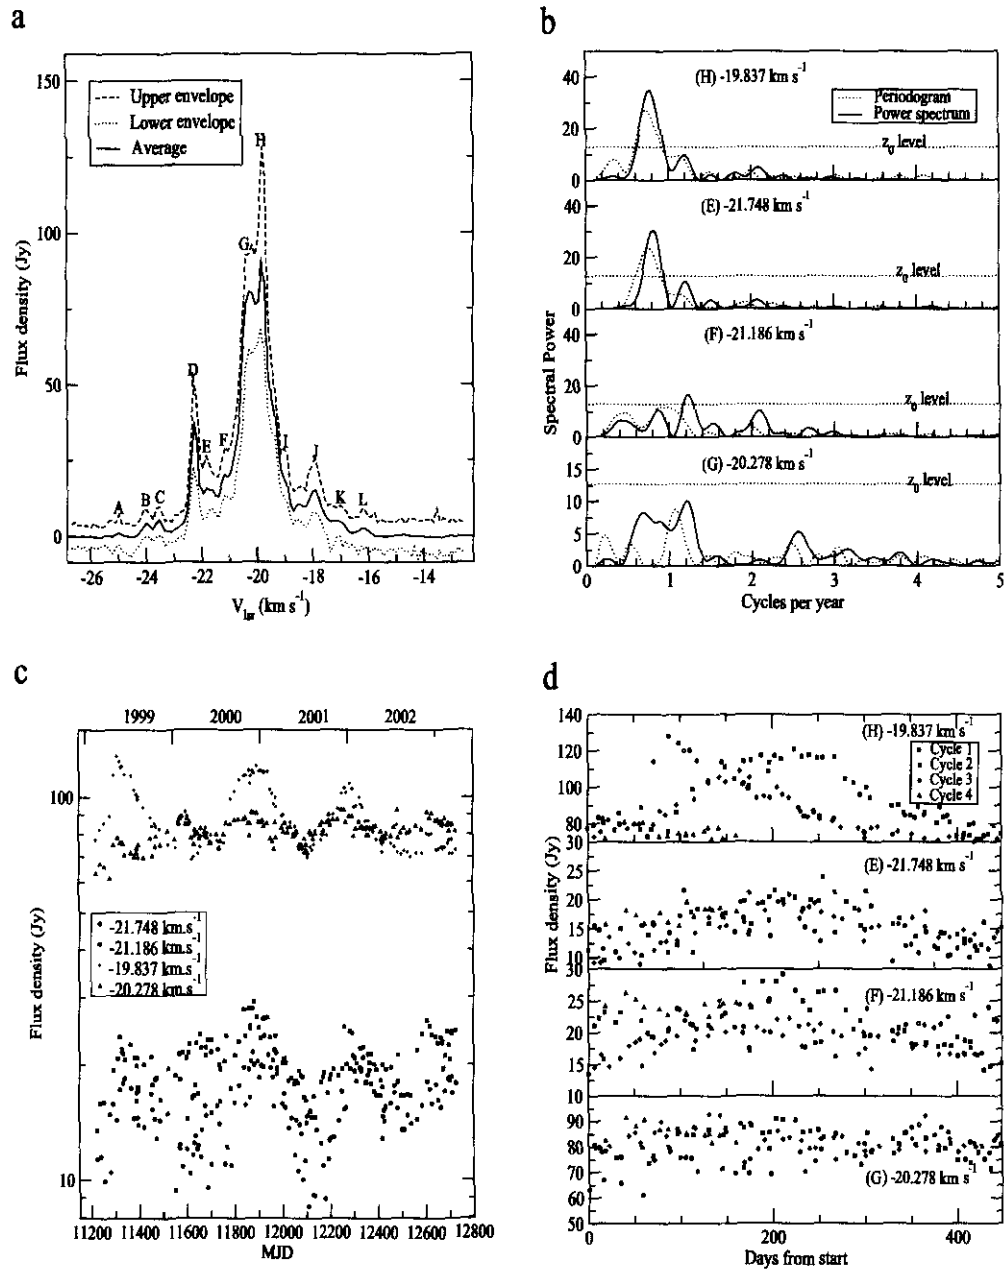 a
150
100
50
0
Flux density (Jy)
Upper envelope
Lower envelope
Average
A
B
C
D
E
F
G
H
I
J
K
L
-26
-24
-22
-20
-18
-16
-14
V lsr (km s-1)
b
(H) -19.837 km s-1
Periodogram
Power spectrum
z0 level
40
20
0
(E) -21.748 km s-1
z0 level
40
20
0
(F) -21.186 km s-1
z0 level
40
20
0
(G) -20.278 km s-1
z0 level
15
10
5
0
Spectral Power
0
1
2
3
4
5
Cycles per year
c
1999
2000
2001
2002
100
10
Flux density (Jy)
-21.748 km.s-1
-21.186 km.s-1
-19.837 km.s-1
-20.278 km.s-1
11200
11400
11600
11800
12000
12200
12400
12600
12800
MJD
d
(H) -19.837 km s-1
Cycle 1
Cycle 2
Cycle 3
Cycle 4
140
120
100
80
30
(E) -21.748 km s-1
25
20
15
10
30
(F) -21.186 km s-1
25
20
15
10
90
80
70
60
50
(G) -20.278 km s-1
Flux density (Jy)
0
200
400
Days from start